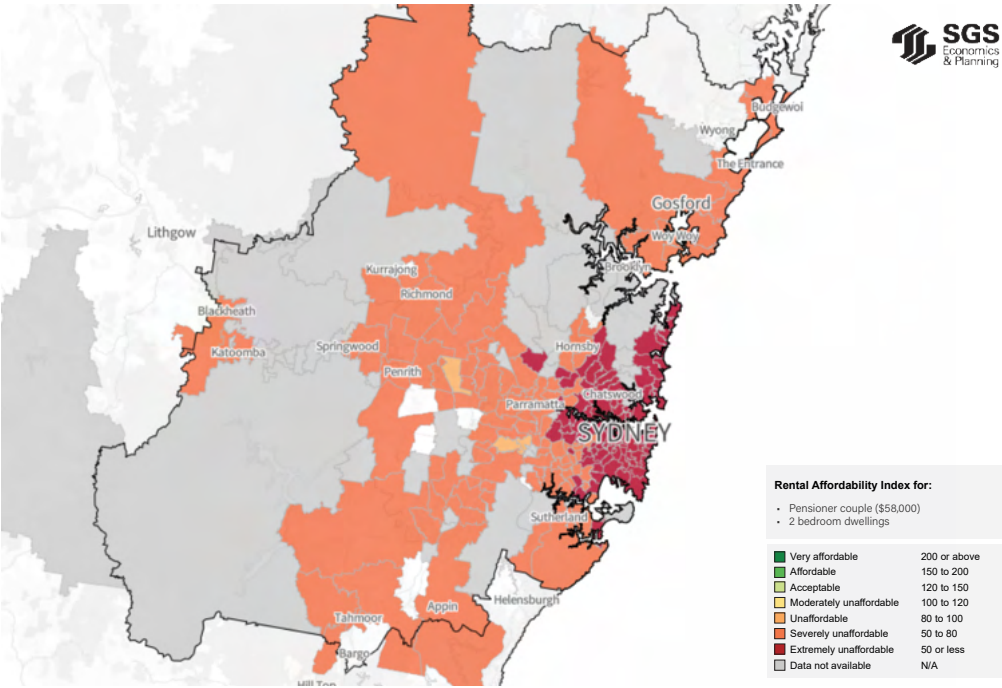 SGS
Economics
& Planning
Budgewoi
Wyong
The Entrance
Gosford
Woy Woy
Lithgow
Brooklyn
Kurrajong
Richmond
Blackheath
Katoomba
Springwood
Hornsby
Penrith
Chatswood
Parramatta
SYDNEY
Sutherland
Helensburgh
Appin
Tahmoor
Bargo
Hill Top
Rental Affordability Index for:
• Pensioner couple ($58,000)
• 2 bedroom dwellings
Very affordable 200 or above
Affordable 150 to 200
Acceptable 120 to 150
Moderately unaffordable 100 to 120
Unaffordable 80 to 100
Severely unaffordable 50 to 80
Extremely unaffordable 50 or less
Data not available N/A